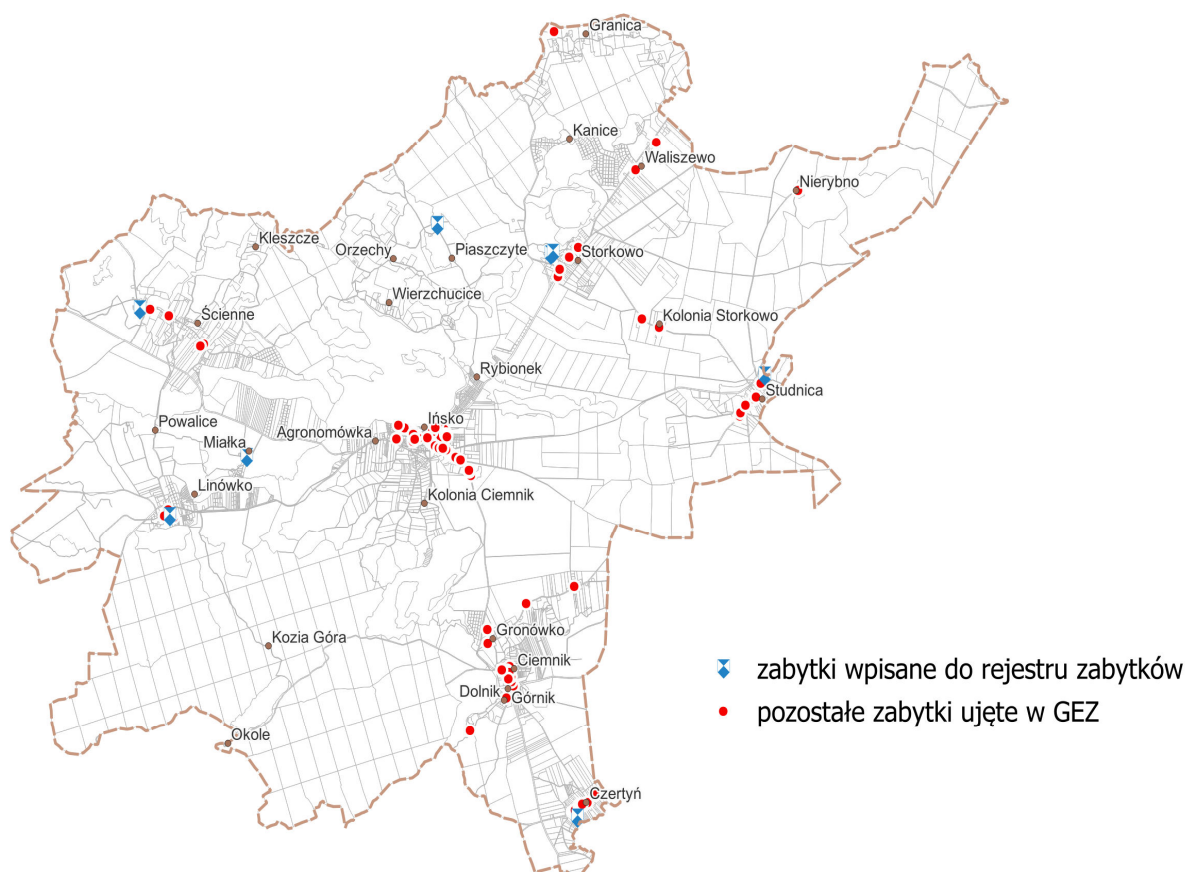 Granica
Kanice
Waliszewo
Nierybno
Kleszcze
Orzechy
Piaszczyte
Storkowo
Wierzchucice
Ścienne
Kolonia Storkowo
Rybionek
Studnica
Powalice
Miałka
Agronomówka
Ińsko
Linówko
Kolonia Ciemnik
Kozia Góra
Gronówko
Ciemnik
Dolnik
Górnik
Okole
Czertyń
zabytki wpisane do rejestru zabytków
pozostałe zabytki ujęte w GEZ